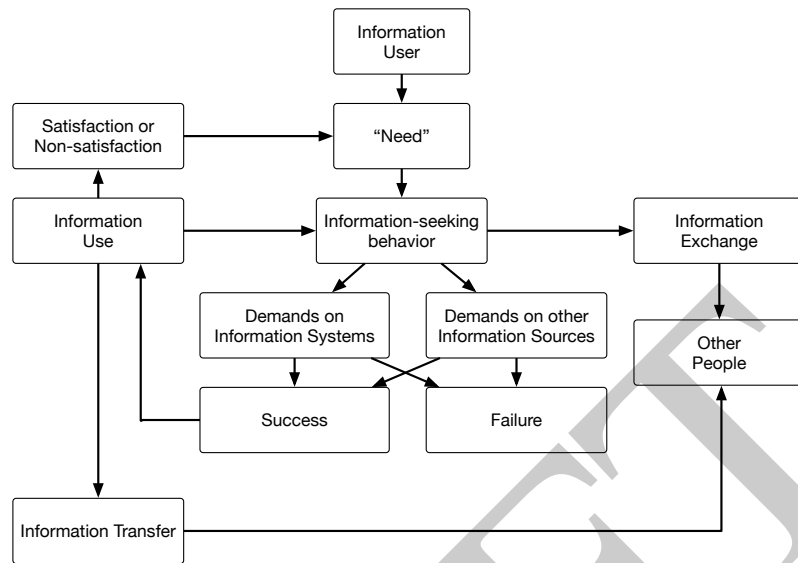 Information
User
Satisfaction or
Non-satisfaction
“Need”
Information
Use
Information-seeking
behavior
Information
Exchange
Demands on
Information Systems
Demands on other
Information Sources
Other
People
Success
Failure
Information Transfer